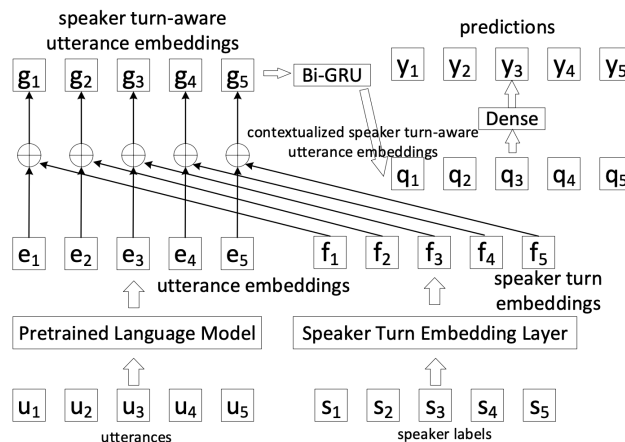 speaker turn-aware
utterance embeddings
predictions
g1 g2 g3 g4 g5
Bi-GRU
y1 y2 y3 y4 y5
Dense
contextualized speaker turn-aware
utterance embeddings
q1 q2 q3 q4 q5
e1 e2 e3 e4 e5
f1 f2 f3 f4 f5
utterance embeddings
speaker turn
embeddings
Pretrained Language Model
Speaker Turn Embedding Layer
u1 u2 u3 u4 u5
s1 s2 s3 s4 s5
utterances
speaker labels